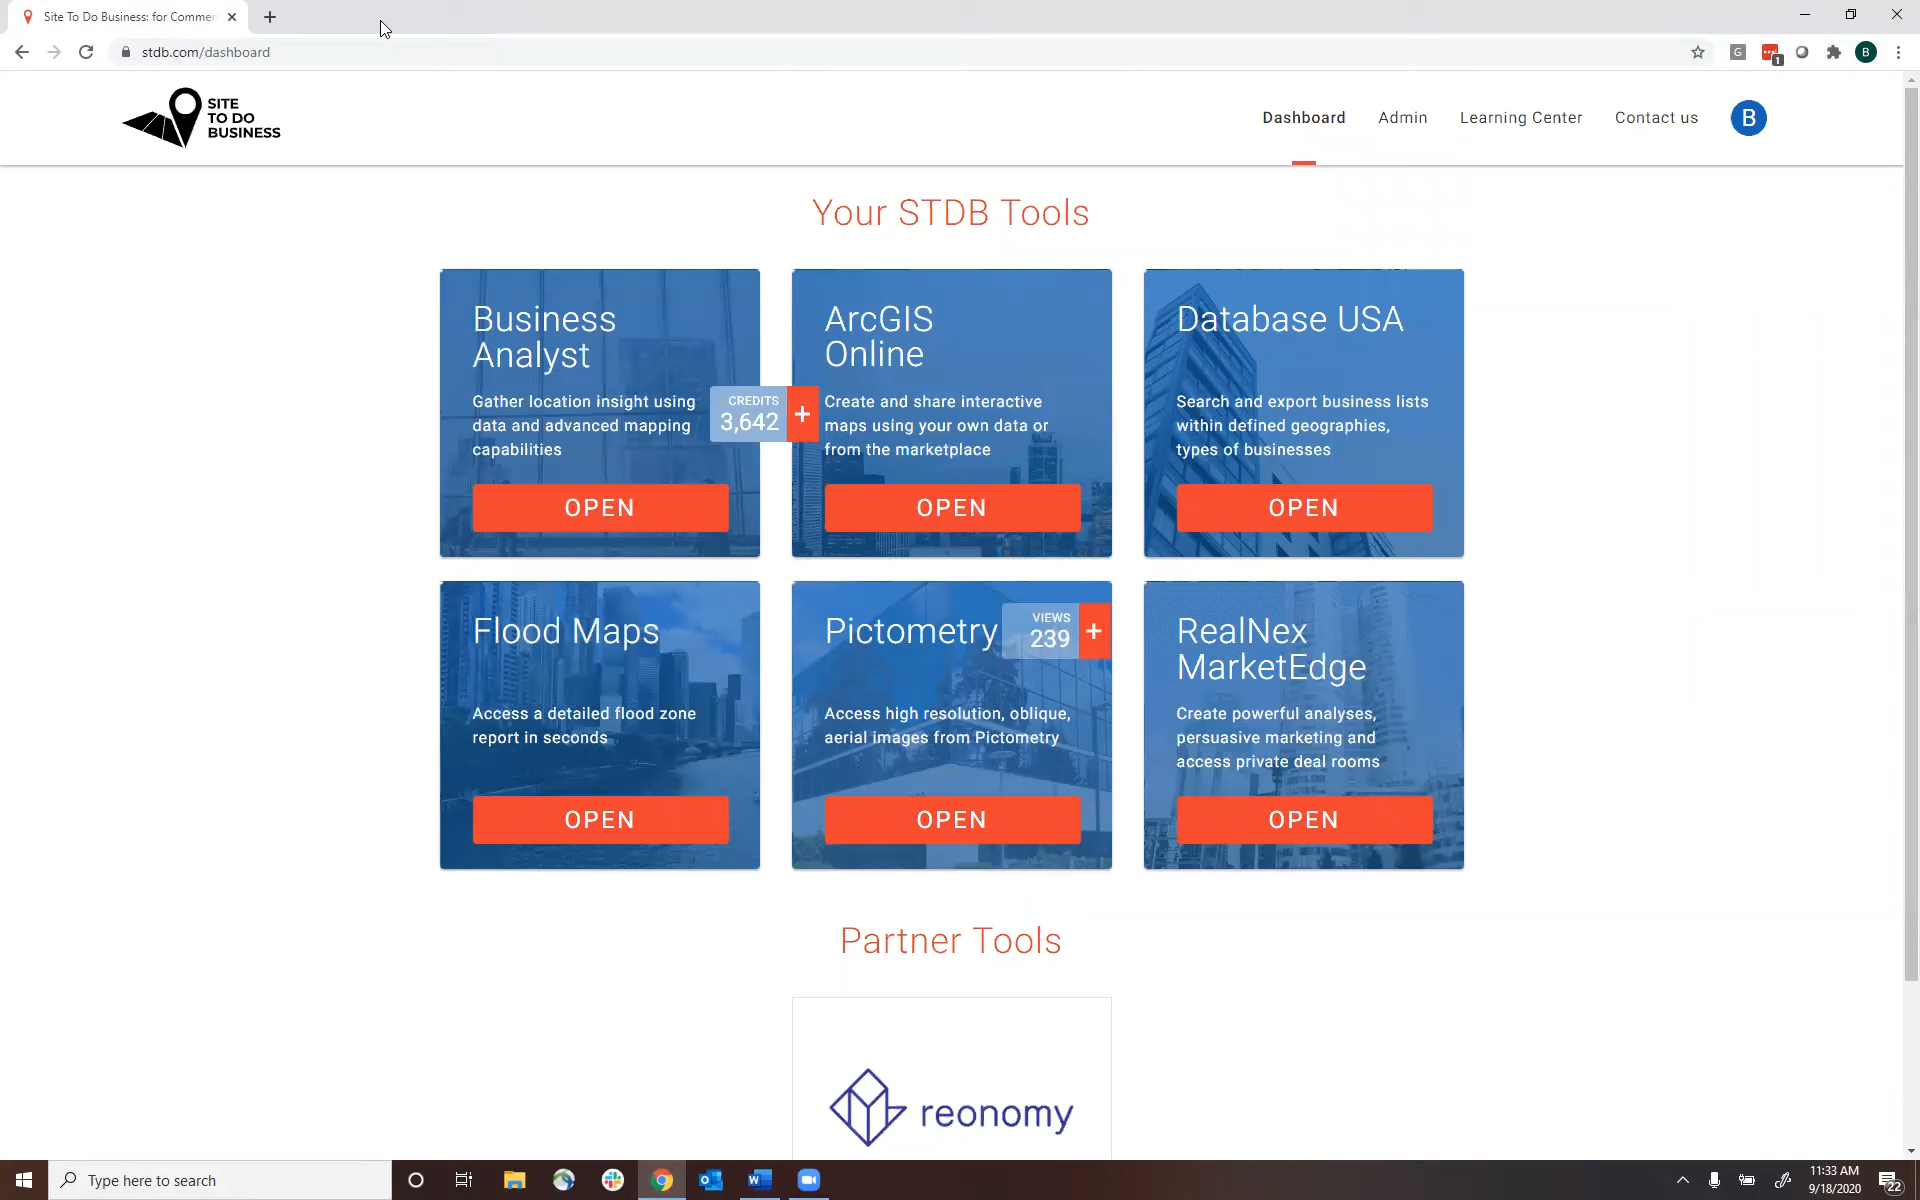 Site To Do Business: for Commer
stdb.com/dashboard
G
1
B
SITE
TO DO
BUSINESS
Dashboard
Admin
Learning Center
Contact us
B
Your STDB Tools
Business
Analyst
Gather location insight using
data and advanced mapping
capabilities
CREDITS
3,642
+
OPEN
ArcGIS
Online
Create and share interactive
maps using your own data or
from the marketplace
OPEN
Database USA
Search and export business lists
within defined geographies,
types of businesses
OPEN
Flood Maps
Access a detailed flood zone
report in seconds
OPEN
Pictometry
VIEWS
239
+
Access high resolution, oblique,
aerial images from Pictometry
OPEN
RealNex
MarketEdge
Create powerful analyses,
persuasive marketing and
access private deal rooms
OPEN
Partner Tools
reonomy
Type here to search
11:33 AM
9/18/2020
22